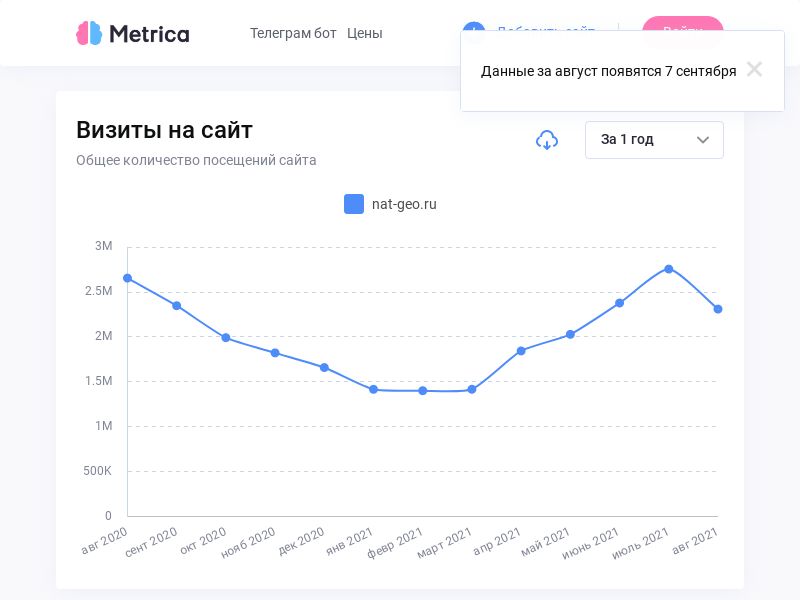 Metrica
Телеграм бот Цены
Данные за август появятся 7 сентября
Визиты на сайт
За 1 год
Общее количество посещений сайта
nat-geo.ru
3M
2.5M
2M
1.5M
1M
500K
0
авг 2020 сент 2020 окт 2020 нояб 2020 дек 2020 янв 2021 февр 2021 март 2021 апр 2021 май 2021 июнь 2021 июль 2021 авг 2021